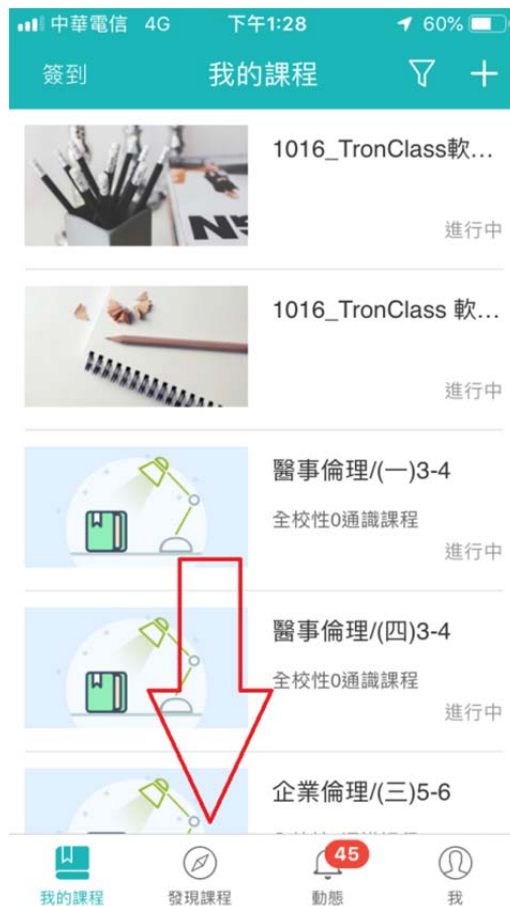 中華電信 4G 下午1:28 60%
簽到 我的課程
1016_TronClass軟...
進行中
1016_TronClass 軟...
進行中
醫事倫理/(一)3-4
全校性0通識課程
進行中
醫事倫理/(四)3-4
全校性0通識課程
進行中
企業倫理/(三)5-6
45
我的課程 發現課程 動態 我